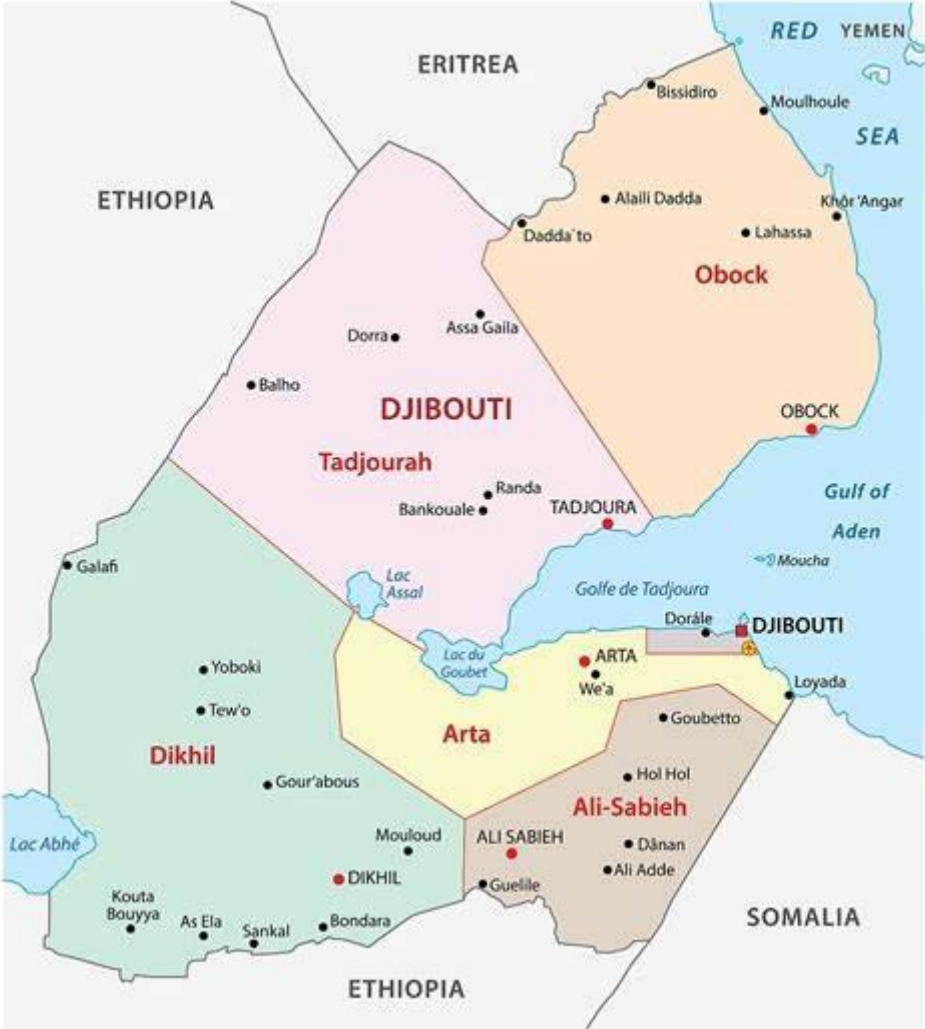 RED
YEMEN
ERITREA
Bissidiro
Moulhoule
SEA
ETHIOPIA
Alaili Dadda
Khôr 'Angar
Dadda`to
Lahassa
Obock
Assa Gaila
Dorra
Balho
DJIBOUTI
OBOCK
Tadjourah
Randa
Bankouale
TADJOURA
Gulf of
Aden
Galafi
Lac
Assal
Moucha
Golfe de Tadjoura
Dorále
DJIBOUTI
Lac du
Goubet
ARTA
We'a
Yoboki
Loyada
Tew'o
Goubetto
Arta
Dikhil
Hol Hol
Gour'abous
Ali-Sabieh
Mouloud
ALI SABIEH
Lac Abhé
Dânan
Ali Adde
DIKHIL
Guelile
Kouta
Bouyya
As Ela
Sankal
Bondara
SOMALIA
ETHIOPIA